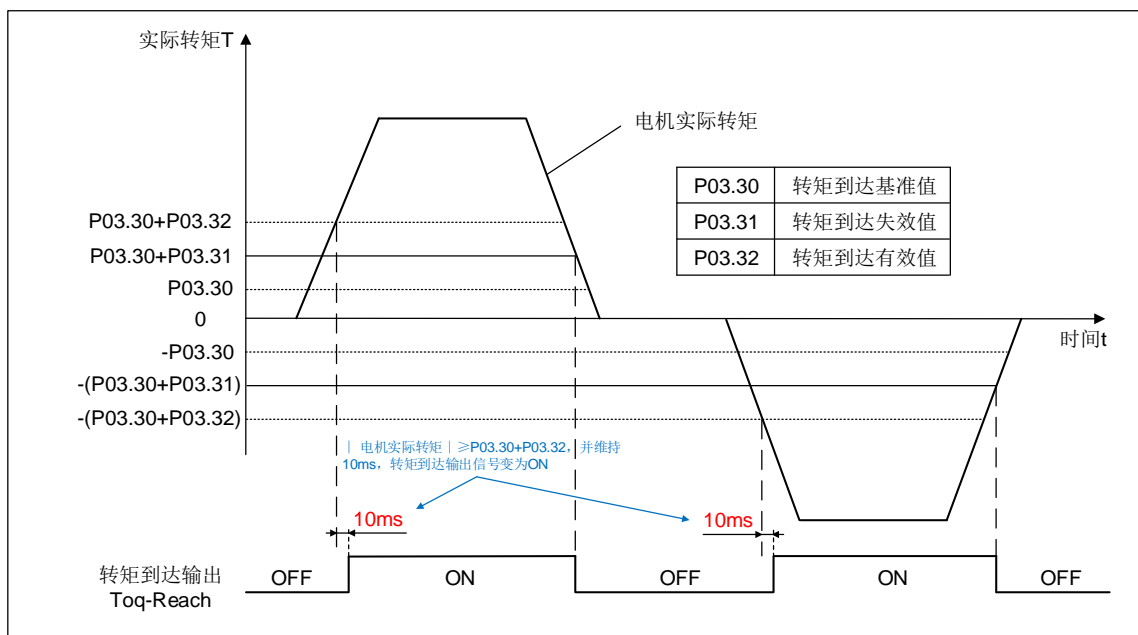 实际转矩T
电机实际转矩
P03.30 转矩到达基准值
P03.31 转矩到达失效值
P03.32 转矩到达有效值
P03.30+P03.32
P03.30+P03.31
P03.30
0
时间t
-P03.30
-(P03.30+P03.31)
-(P03.30+P03.32)
| 电机实际转矩 | ≥P03.30+P03.32，并维持
10ms，转矩到达输出信号变为ON
10ms
10ms
转矩到达输出
Toq-Reach
OFF
ON
OFF
ON
OFF